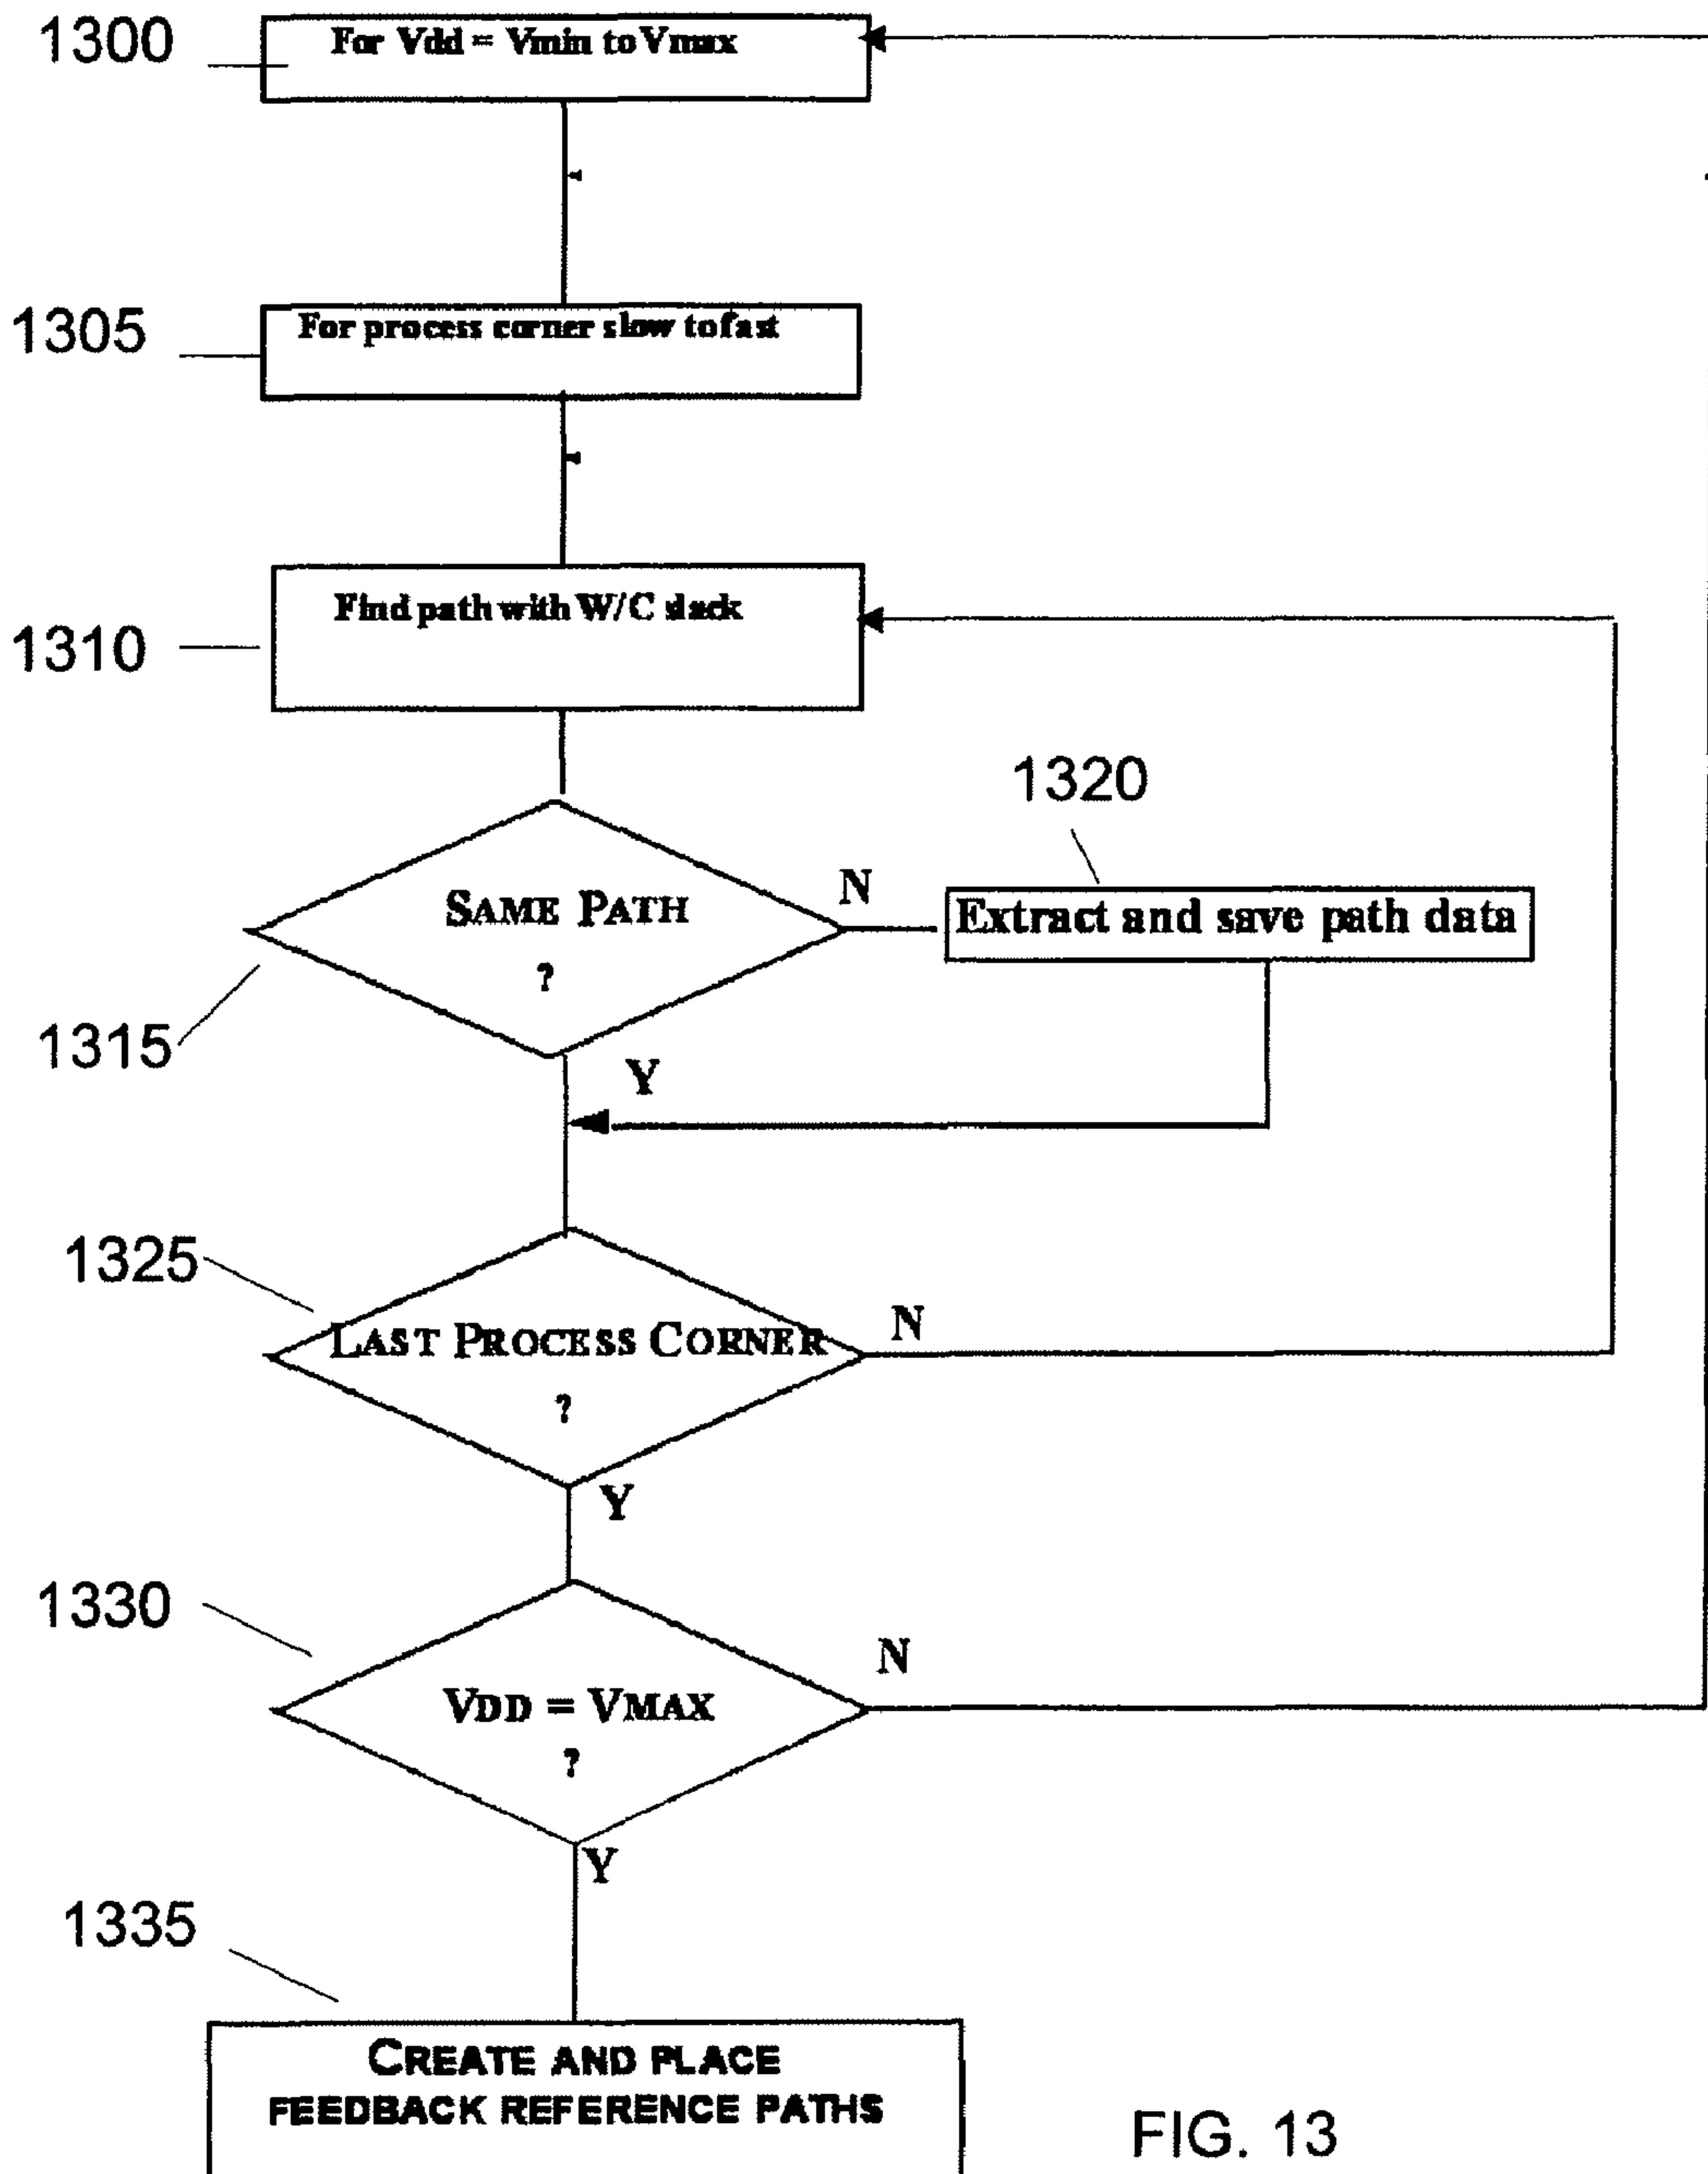 1300
For Vdd = Vmin to Vmax
1305
For process corner slow to fast
1310
Find path with W/C slack
1320
SAME PATH
?
N
Extract and save path data
1315
Y
1325
LAST PROCESS CORNER
?
N
Y
1330
VDD = VMAX
?
N
Y
1335
CREATE AND PLACE
FEEDBACK REFERENCE PATHS
FIG. 13